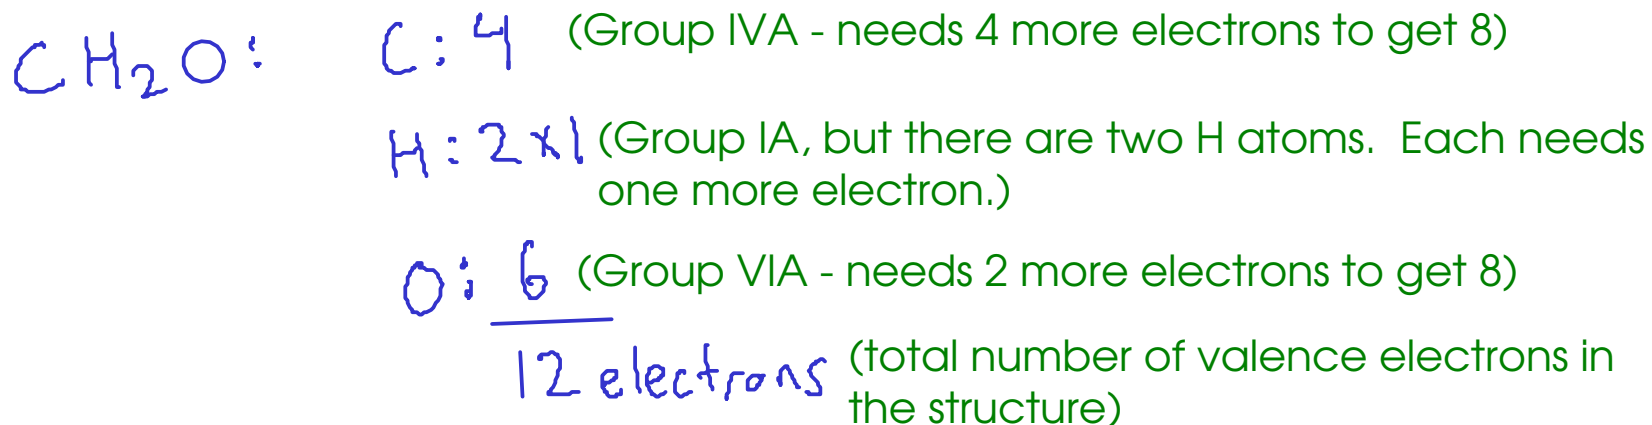 CH₂O: C: 4 (Group IVA - needs 4 more electrons to get 8)
H: 2x1 (Group IA, but there are two H atoms. Each needs
one more electron.)
O: 6 (Group VIA - needs 2 more electrons to get 8)
12 electrons (total number of valence electrons in
the structure)